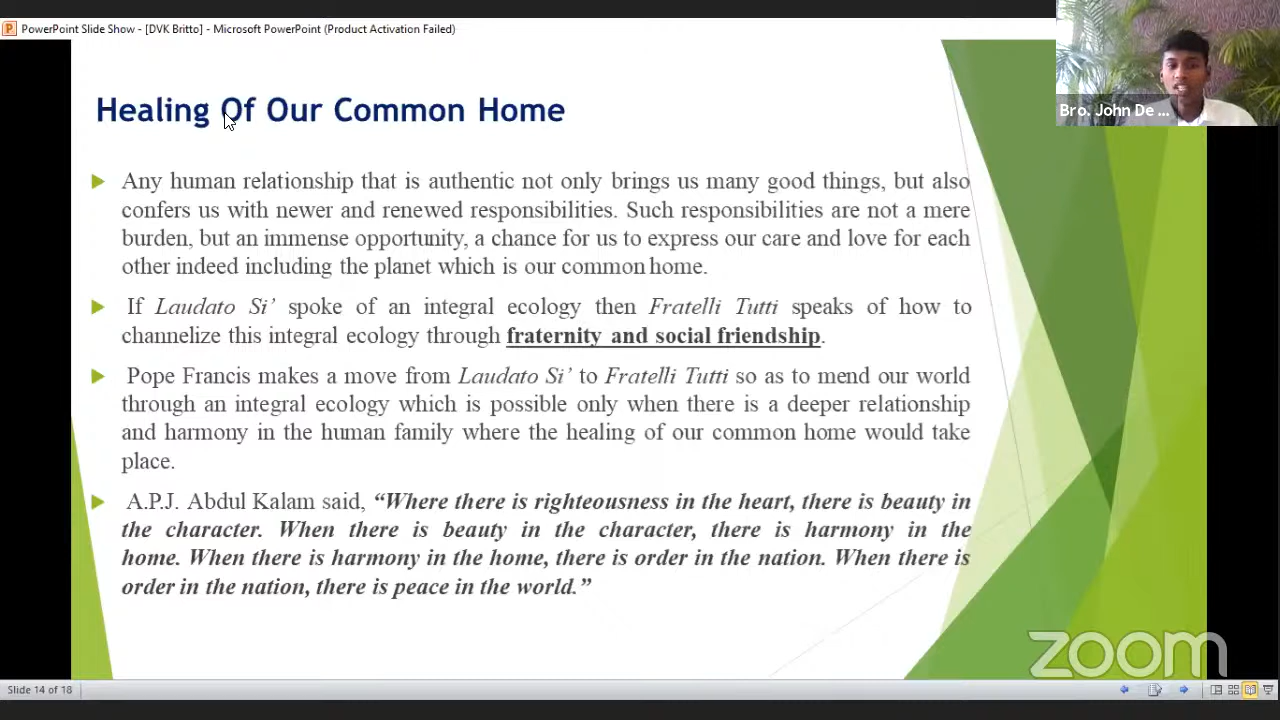 PowerPoint Slide Show - [DVK Britto] - Microsoft PowerPoint (Product Activation Failed)
Bro. John De ...
Healing Of Our Common Home
Any human relationship that is authentic not only brings us many good things, but also
confers us with newer and renewed responsibilities. Such responsibilities are not a mere
burden, but an immense opportunity, a chance for us to express our care and love for each
other indeed including the planet which is our common home.
If Laudato Si’ spoke of an integral ecology then Fratelli Tutti speaks of how to
channelize this integral ecology through fraternity and social friendship.
Pope Francis makes a move from Laudato Si’ to Fratelli Tutti so as to mend our world
through an integral ecology which is possible only when there is a deeper relationship
and harmony in the human family where the healing of our common home would take
place.
A.P.J. Abdul Kalam said, “Where there is righteousness in the heart, there is beauty in
the character. When there is beauty in the character, there is harmony in the
home. When there is harmony in the home, there is order in the nation. When there is
order in the nation, there is peace in the world.”
zoom
Slide 14 of 18